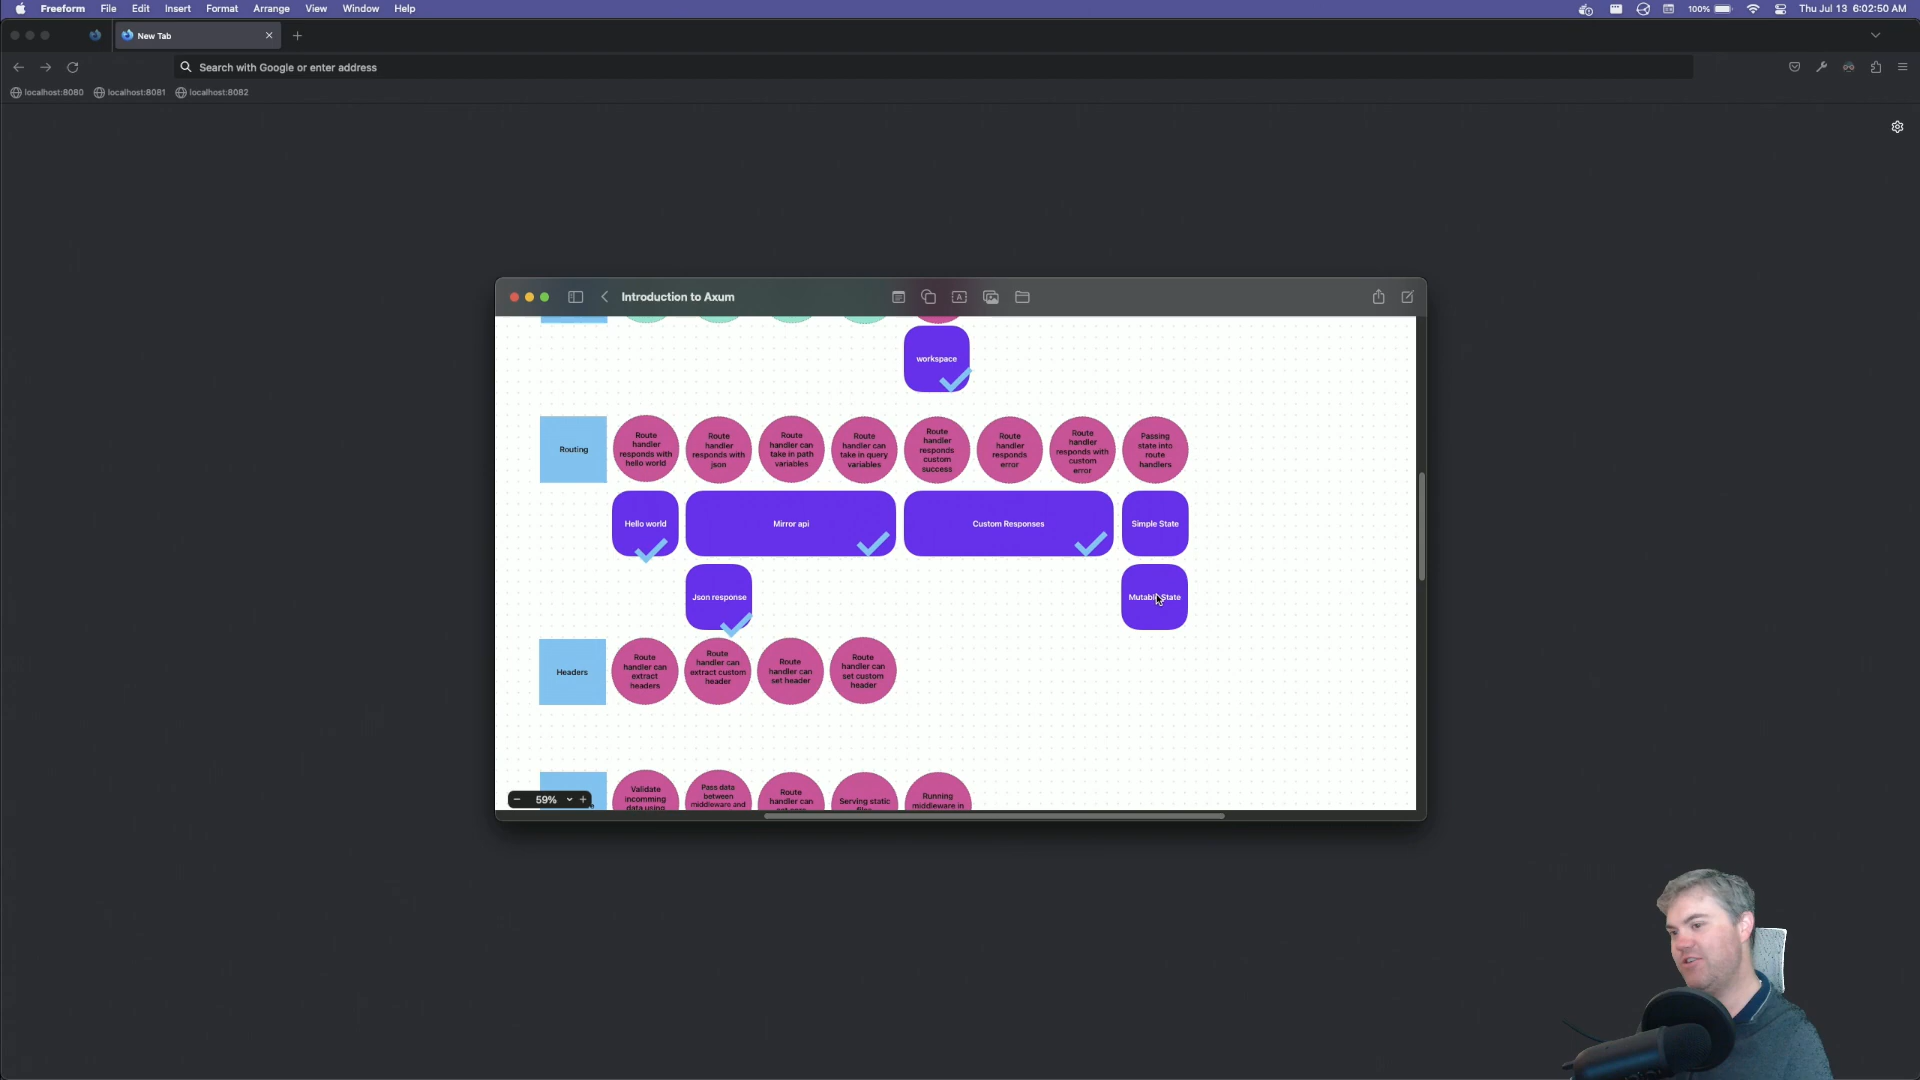 Freeform File Edit Insert Format Arrange View Window Help
100% Thu Jul 13 6:02:50 AM
New Tab
Search with Google or enter address
localhost:8080 localhost:8081 localhost:8082
Introduction to Axum
workspace
Routing
Route
handler
responds with
hello world
Route
handler
responds with
json
Route
handler can
take in path
variables
Route
handler can
take in query
variables
Route
handler
responds
custom
success
Route
handler
responds
error
Route
handler
responds with
custom
error
Passing
state into
route
handlers
Hello world
Mirror api
Custom Responses
Simple State
Json response
Mutable State
Headers
Route
handler can
extract
headers
Route
handler can
extract custom
header
Route
handler can
set header
Route
handler can
set custom
header
Validate
incomming
data using
Pass data
between
middleware and
Route
handler can
Serving static
Running
middleware in
59%